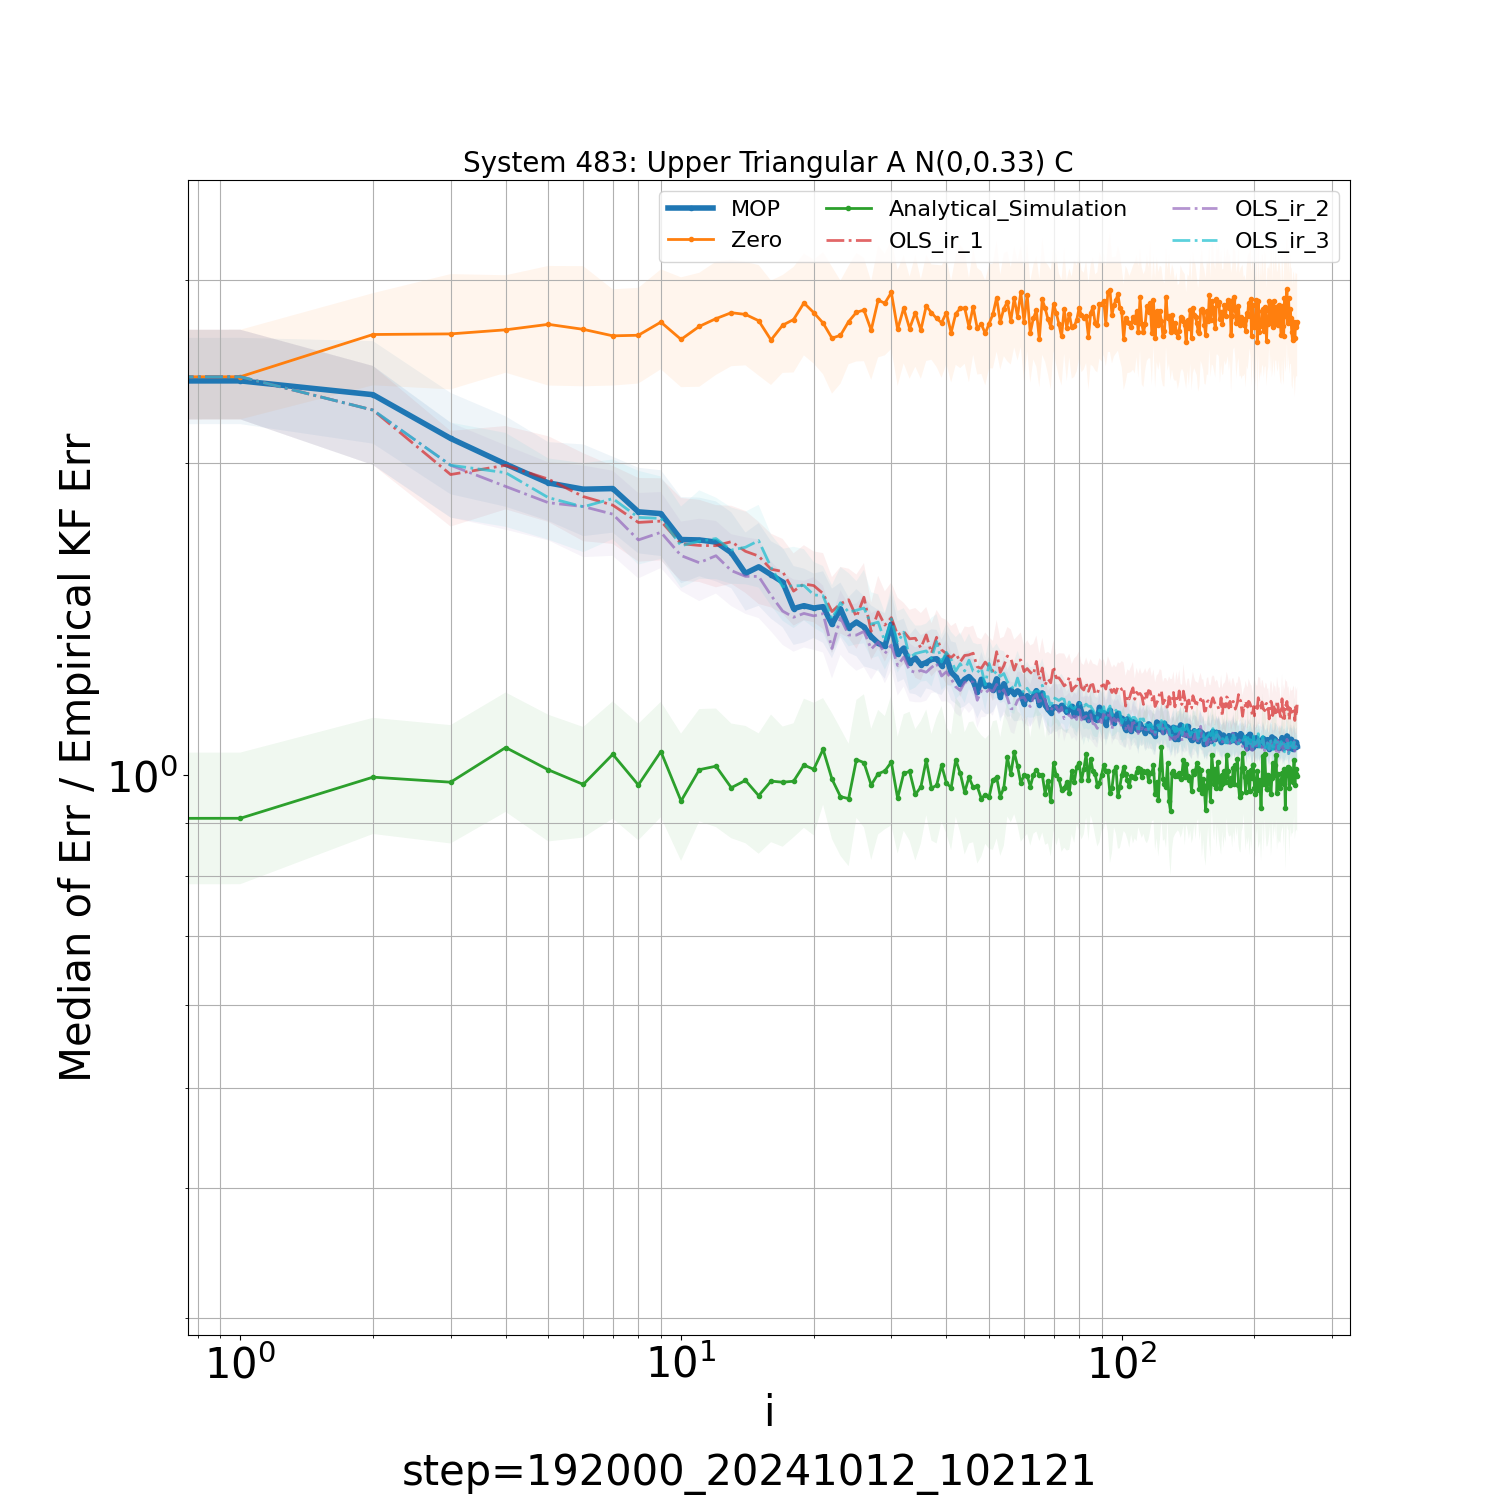 System 483: Upper Triangular A N(0,0.33) C
MOP
Zero
Analytical_Simulation
OLS_ir_1
OLS_ir_2
OLS_ir_3
Median of Err / Empirical KF Err
10⁰
10⁰ 10¹ 10²
i
step=192000_20241012_102121